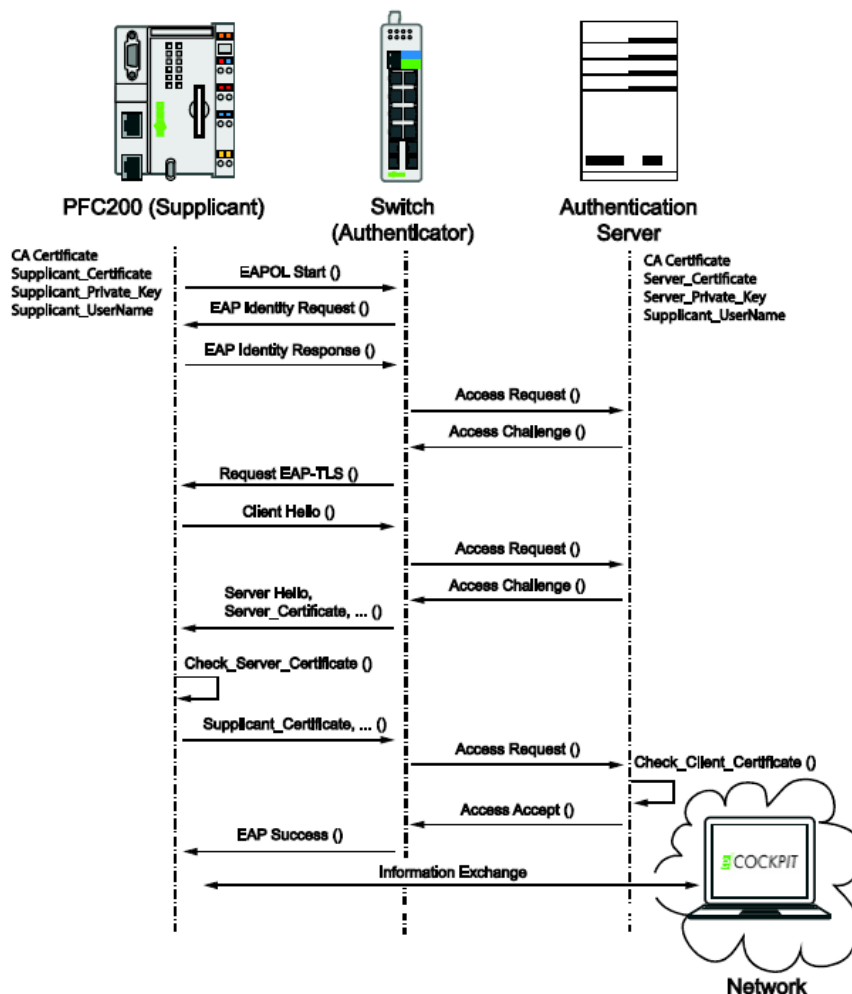 PFC200 (Supplicant)
Switch
(Authenticator)
Authentication
Server
CA Certificate
Supplicant_Certificate
Supplicant_Private_Key
Supplicant_UserName
CA Certificate
Server_Certificate
Server_Private_Key
Supplicant_UserName
EAPOL Start ()
EAP Identity Request ()
EAP Identity Response ()
Access Request ()
Access Challenge ()
Request EAP-TLS ()
Client Hello ()
Access Request ()
Access Challenge ()
Server Hello,
Server_Certificate, ... ()
Check_Server_Certificate ()
Supplicant_Certificate, ... ()
Access Request ()
Check_Client_Certificate ()
Access Accept ()
EAP Success ()
Information Exchange
COCKPIT
Network